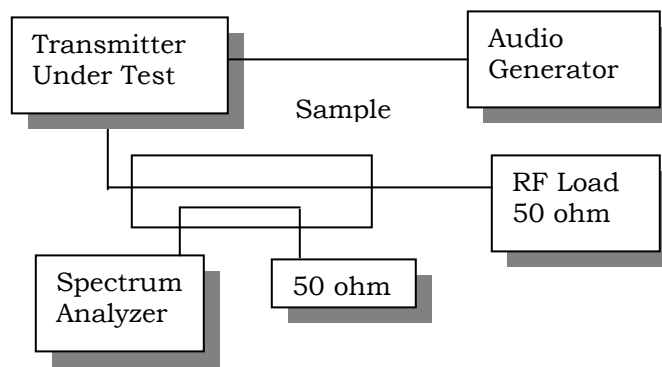 Transmitter
Under Test
Audio
Generator
Sample
RF Load
50 ohm
Spectrum
Analyzer
50 ohm